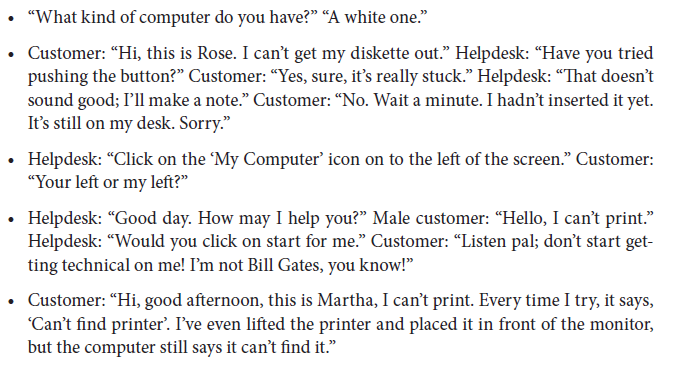 • “What kind of computer do you have?” “A white one.”
• Customer: “Hi, this is Rose. I can’t get my diskette out.” Helpdesk: “Have you tried
pushing the button?” Customer: “Yes, sure, it’s really stuck.” Helpdesk: “That doesn’t
sound good; I’ll make a note.” Customer: “No. Wait a minute. I hadn’t inserted it yet.
It’s still on my desk. Sorry.”
• Helpdesk: “Click on the ‘My Computer’ icon on to the left of the screen.” Customer:
“Your left or my left?”
• Helpdesk: “Good day. How may I help you?” Male customer: “Hello, I can’t print.”
Helpdesk: “Would you click on start for me.” Customer: “Listen pal; don’t start get-
ting technical on me! I’m not Bill Gates, you know!”
• Customer: “Hi, good afternoon, this is Martha, I can’t print. Every time I try, it says,
‘Can’t find printer’. I’ve even lifted the printer and placed it in front of the monitor,
but the computer still says it can’t find it.”